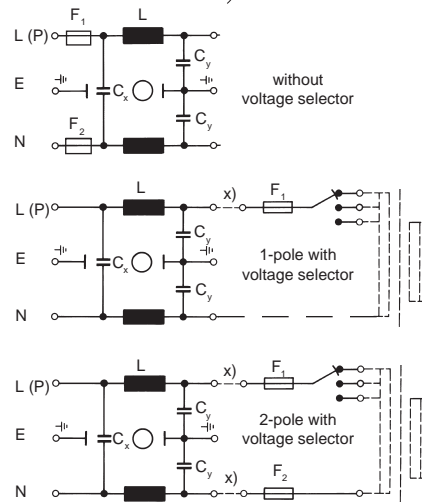 F1
L
L (P)
Cy
E
Cx
without
voltage selector
F2
Cy
N
L
x)
F1
L (P)
Cy
E
Cx
1-pole with
voltage selector
Cy
N
L
x)
F1
L (P)
Cy
2-pole with
voltage selector
E
Cx
Cy
x)
F2
N